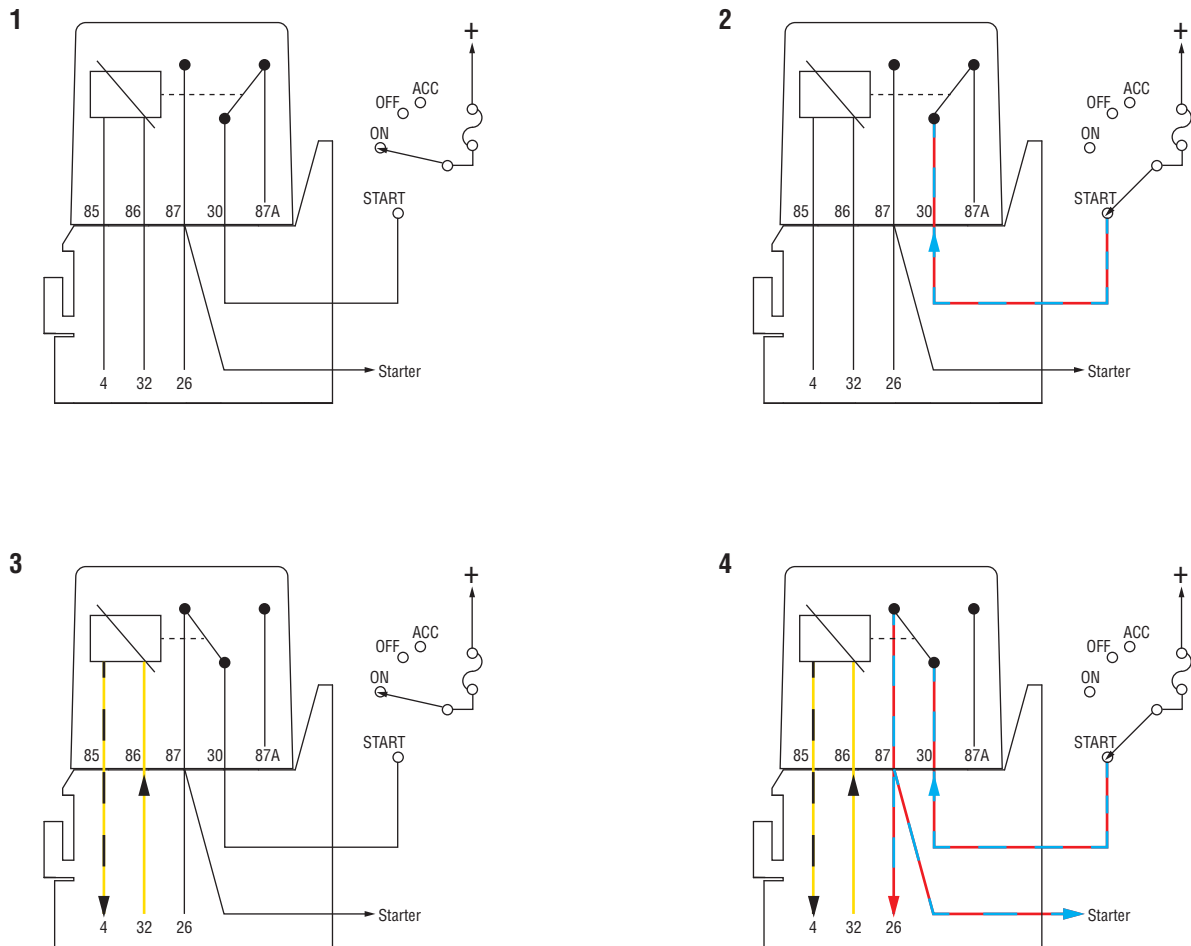 1
+
ACC
OFF
ON
START
85 86 87 30 87A
4 32 26
Starter
2
+
ACC
OFF
ON
START
85 86 87 30 87A
4 32 26
Starter
3
+
ACC
OFF
ON
START
85 86 87 30 87A
4 32 26
Starter
4
+
ACC
OFF
ON
START
85 86 87 30 87A
4 32 26
Starter